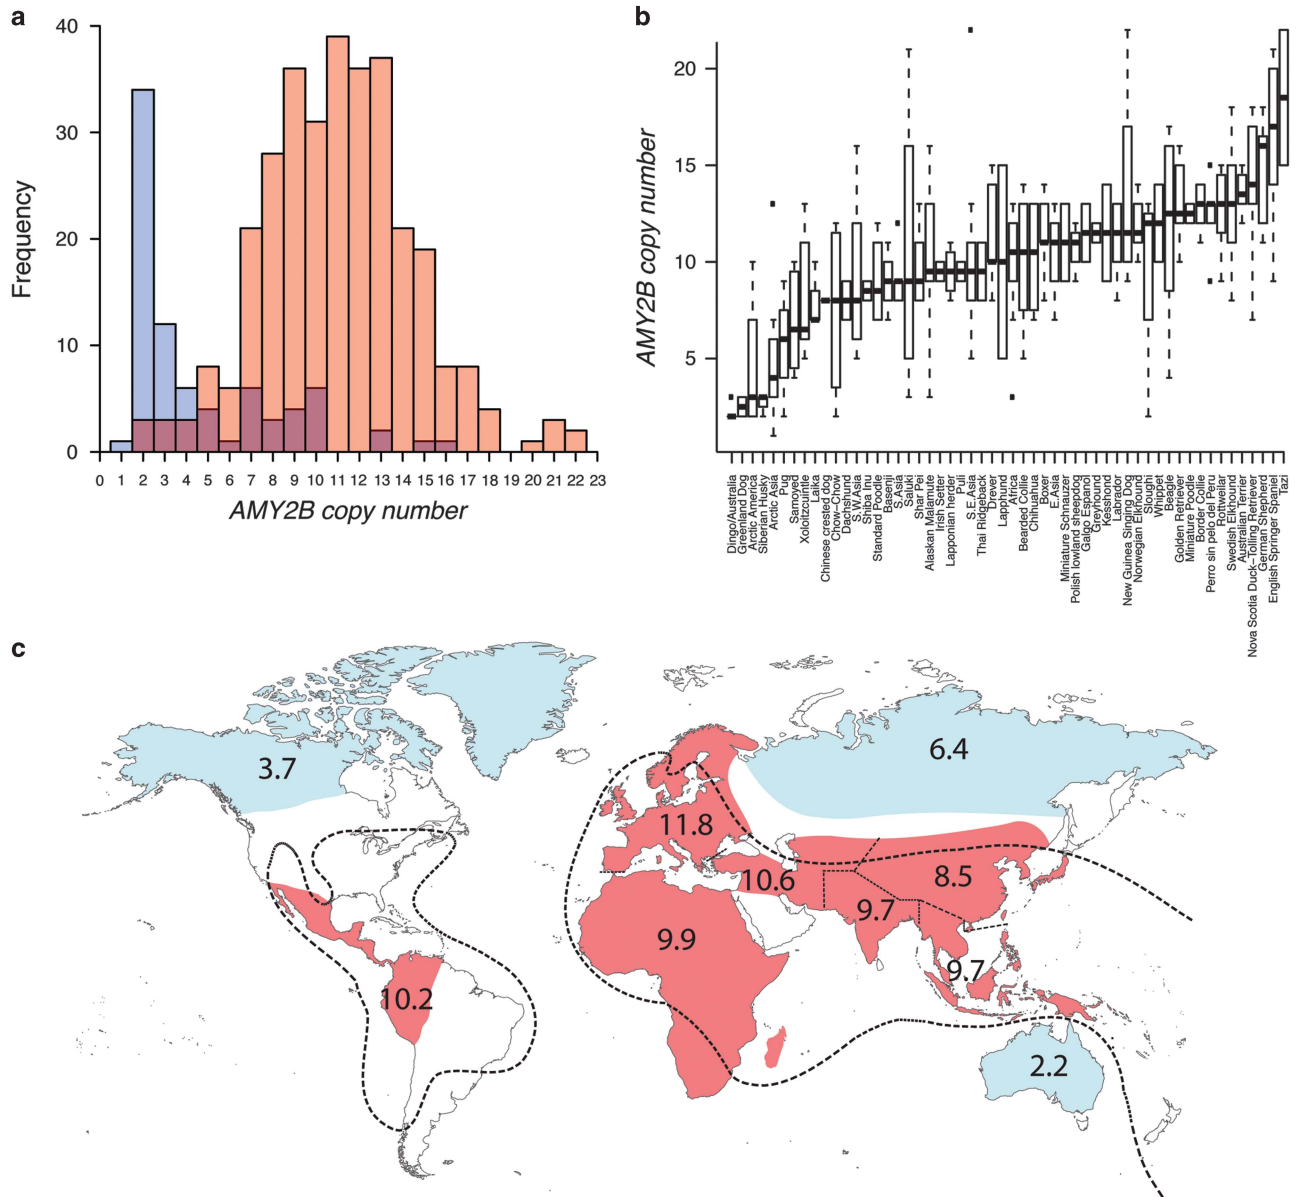 a
40
30
20
10
0
Frequency
0 1 2 3 4 5 6 7 8 9 10 11 12 13 14 15 16 17 18 19 20 21 22 23
AMY2B copy number
b
20
15
10
5
AMY2B copy number
Dingo/Australia
Greenland Dog
Arctic America
Siberian Husky
Arctic Asia
Pug
Samoyed
Xoloitzcuintle
Laika
Chinese crested dog
Chow-Chow
Dachshund
S.W.Asia
Shiba Inu
Standard Poodle
Basenji
S.Asia
Saluki
Shar Pei
Alaskan Malamute
Irish Setter
Lapponian herder
Puli
S.E.Asia
Thai Ridgeback
Drever
Lapphund
Africa
Bearded Collie
Chihuahua
Boxer
E.Asia
Miniature Schnauzer
Polish lowland sheepdog
Galgo Espanol
Greyhound
Keeshond
Labrador
New Guinea Singing Dog
Norwegian Elkhound
Sloughi
Whippet
Beagle
Golden Retriever
Miniature Poodle
Border Collie
Perro sin pelo del Peru
Rottweiler
Swedish Elkhound
Australian Terrier
Nova Scotia Duck-Tolling Retriever
German Shepherd
English Springer Spaniel
Tazi
c
3.7
6.4
11.8
10.6
8.5
9.7
9.9
9.7
10.2
2.2